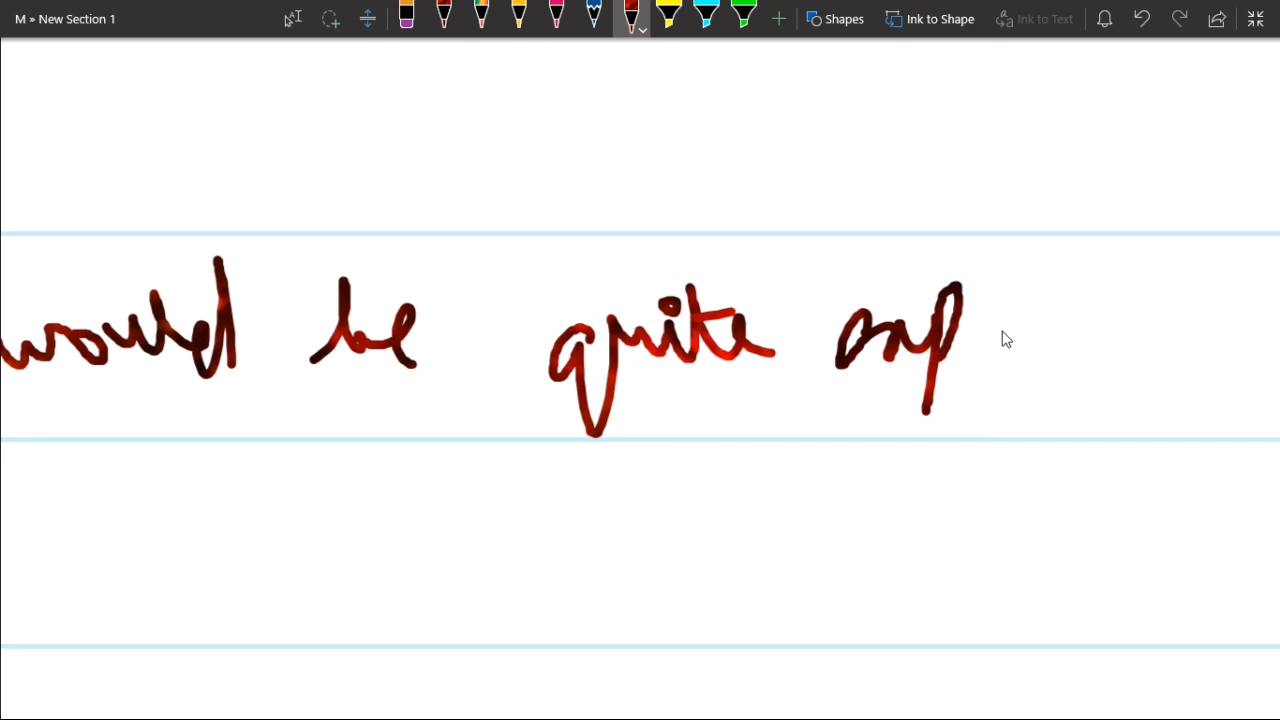 M » New Section 1 Shapes Ink to Shape Ink to Text
would be quite